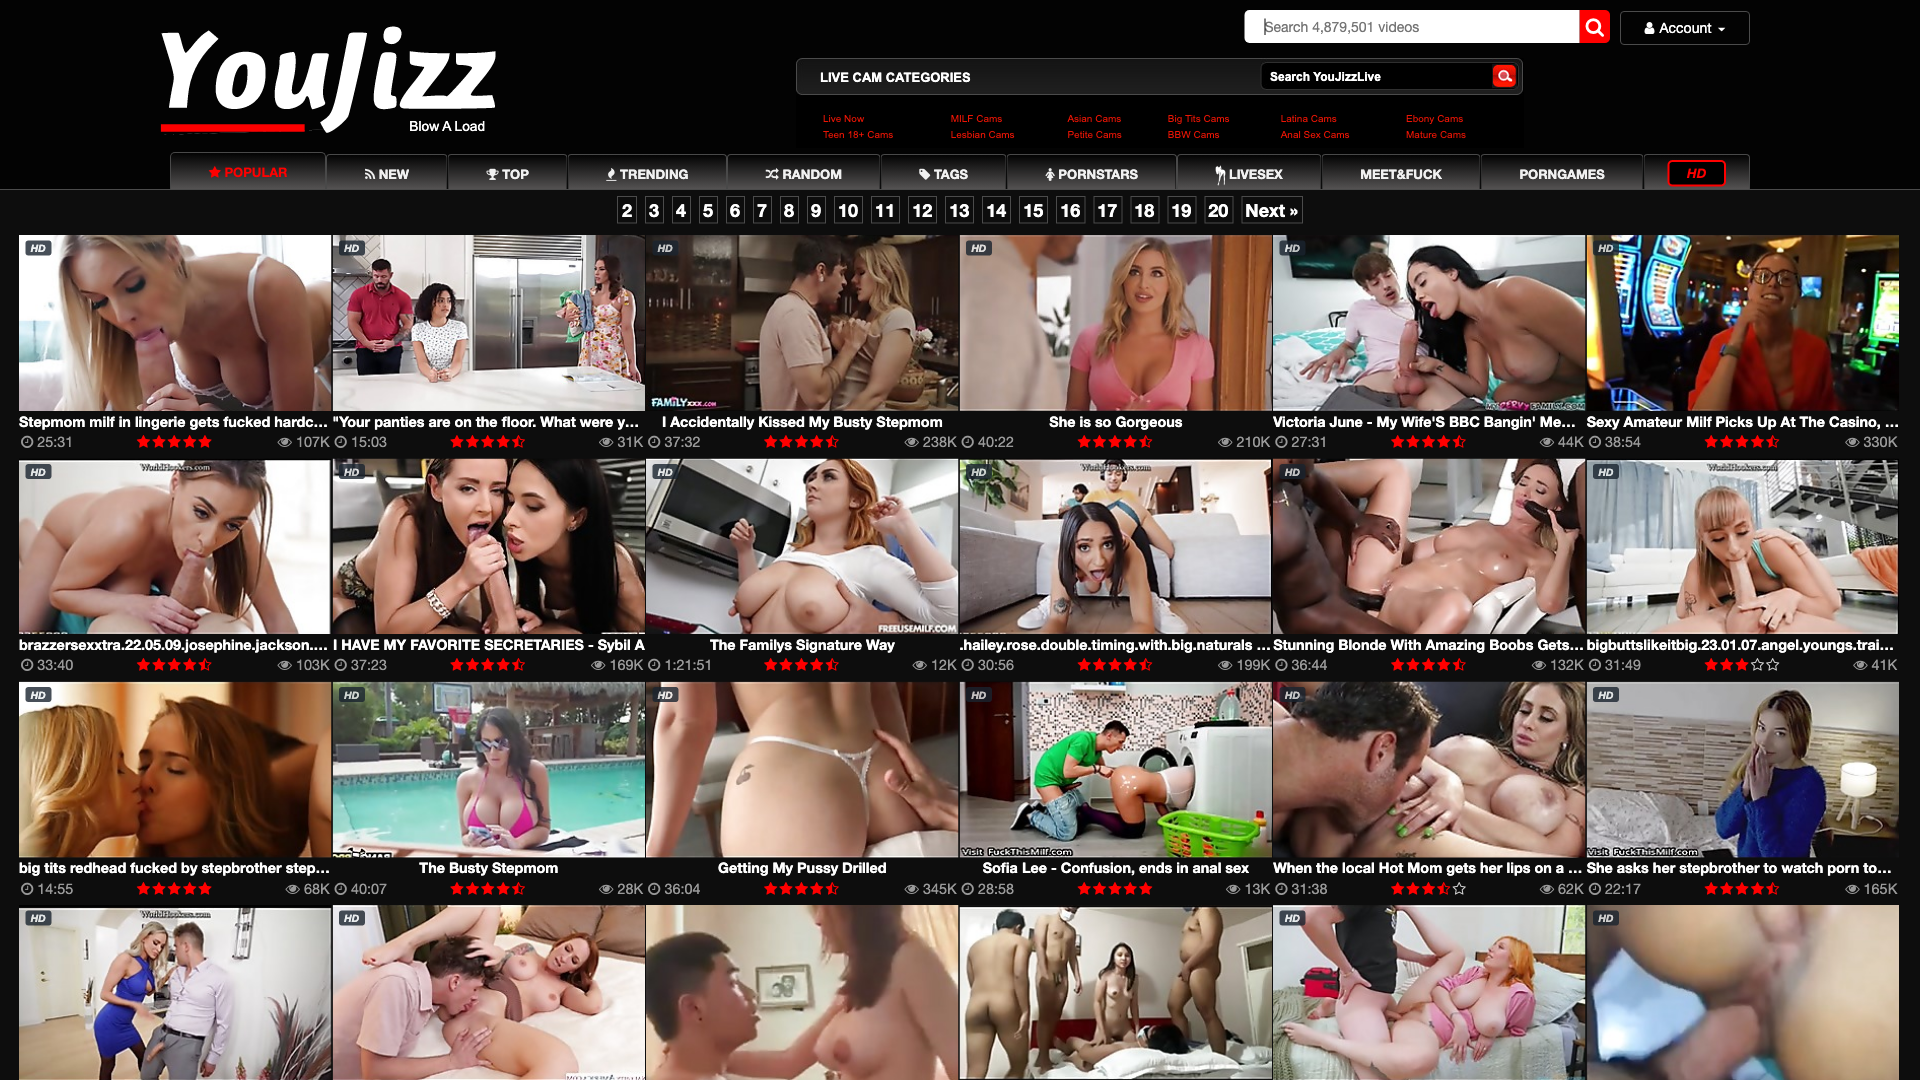 YouJizz
Blow A Load
Search 4,879,501 videos
Account
LIVE CAM CATEGORIES
Search YouJizzLive
Live Now MILF Cams Asian Cams Big Tits Cams Latina Cams Ebony Cams
Teen 18+ Cams Lesbian Cams Petite Cams BBW Cams Anal Sex Cams Mature Cams
POPULAR NEW TOP TRENDING RANDOM TAGS PORNSTARS LIVESEX MEET&FUCK PORNGAMES HD
2 3 4 5 6 7 8 9 10 11 12 13 14 15 16 17 18 19 20 Next »
HD HD HD HD HD HD
FAMILYXXX.COM
Stepmom milf in lingerie gets fucked hardc...
25:31 107K
"Your panties are on the floor. What were y...
15:03 31K
I Accidentally Kissed My Busty Stepmom
37:32 238K
She is so Gorgeous
40:22 210K
Victoria June - My Wife'S BBC Bangin' Me...
27:31 44K
Sexy Amateur Milf Picks Up At The Casino, ...
38:54 330K
HD HD HD HD HD HD
WorldHookers.com
WorldHookers.com
WorldHookers.com
FREEUSEMILF.COM
brazzersexxtra.22.05.09.josephine.jackson....
33:40 103K
I HAVE MY FAVORITE SECRETARIES - Sybil A
37:23 169K
The Familys Signature Way
1:21:51 12K
.hailey.rose.double.timing.with.big.naturals ...
30:56 199K
Stunning Blonde With Amazing Boobs Gets...
36:44 132K
bigbuttslikeitbig.23.01.07.angel.youngs.trai...
31:49 41K
HD HD HD HD HD HD
Visit FuckThisMilf.com
Visit FuckThisMilf.com
big tits redhead fucked by stepbrother step...
14:55 68K
The Busty Stepmom
40:07 28K
Getting My Pussy Drilled
36:04 345K
Sofia Lee - Confusion, ends in anal sex
28:58 13K
When the local Hot Mom gets her lips on a ...
31:38 62K
She asks her stepbrother to watch porn to...
22:17 165K
HD HD HD HD
WorldHookers.com